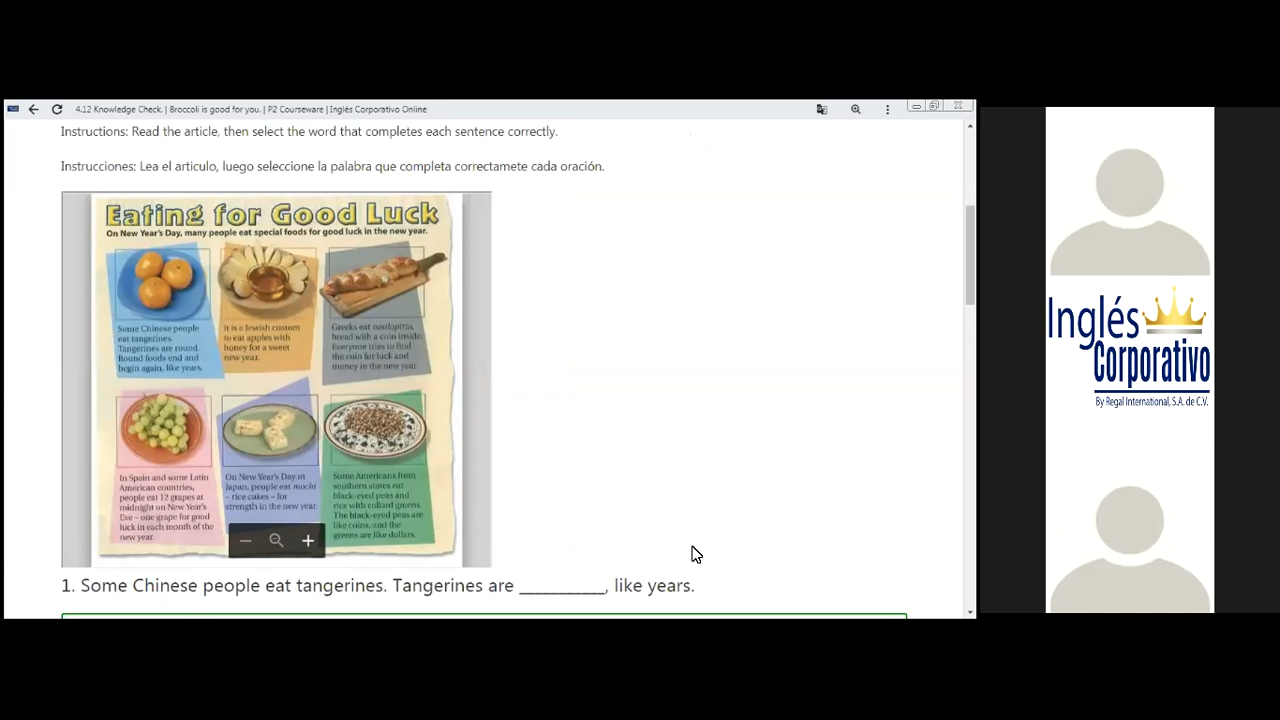 4.12 Knowledge Check. | Broccoli is good for you. | P2 Courseware | Inglés Corporativo Online
Instructions: Read the article, then select the word that completes each sentence correctly.
Instrucciones: Lea el articulo, luego seleccione la palabra que completa correctamete cada oración.
Eating for Good Luck
On New Year's Day, many people eat special foods for good luck in the new year.
Some Chinese people
eat tangerines.
Tangerines are round.
Round foods end and
begin again, like years.
It is a Jewish custom
to eat apples with
honey for a sweet
new year.
Greeks eat vasilopitta,
bread with a coin inside.
Everyone tries to find
the coin for luck and
money in the new year.
In Spain and some Latin
American countries,
people eat 12 grapes at
midnight on New Year's
Eve – one grape for good
luck in each month of the
new year.
On New Year's Day in
Japan, people eat mochi
– rice cakes – for
strength in the new year.
Some Americans from
southern states eat
black-eyed peas and
rice with collard greens.
The black-eyed peas are
like coins, and the
greens are like dollars.
1. Some Chinese people eat tangerines. Tangerines are __________, like years.
Inglés
Corporativo
By Regal International, S.A. de C.V.